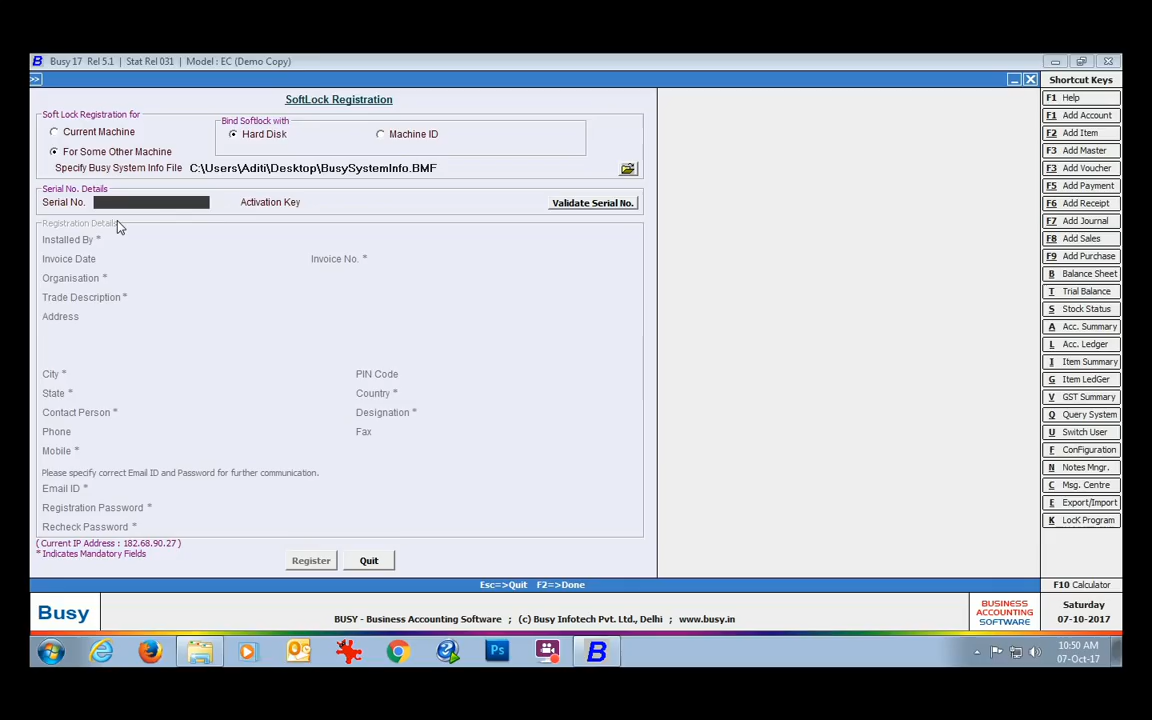 Busy 17 Rel 5.1 | Stat Rel 031 | Model : EC (Demo Copy)
>>
Shortcut Keys
SoftLock Registration
Soft Lock Registration for
Current Machine
For Some Other Machine
Bind Softlock with
Hard Disk
Machine ID
Specify Busy System Info File C:\Users\Aditi\Desktop\BusySystemInfo.BMF
Serial No. Details
Serial No. Activation Key Validate Serial No.
Registration Details
Installed By *
Invoice Date Invoice No. *
Organisation *
Trade Description *
Address
City * PIN Code
State * Country *
Contact Person * Designation *
Phone Fax
Mobile *
Please specify correct Email ID and Password for further communication.
Email ID *
Registration Password *
Recheck Password *
( Current IP Address : 182.68.90.27 )
* Indicates Mandatory Fields
Register Quit
Esc=>Quit F2=>Done
F1 Help
F1 Add Account
F2 Add Item
F3 Add Master
F3 Add Voucher
F5 Add Payment
F6 Add Receipt
F7 Add Journal
F8 Add Sales
F9 Add Purchase
B Balance Sheet
T Trial Balance
S Stock Status
A Acc. Summary
L Acc. Ledger
I Item Summary
G Item LedGer
V GST Summary
Q Query System
U Switch User
F ConFiguration
N Notes Mngr.
C Msg. Centre
E Export/Import
K LocK Program
F10 Calculator
Busy
BUSY - Business Accounting Software ; (c) Busy Infotech Pvt. Ltd., Delhi ; www.busy.in
BUSINESS
ACCOUNTING
SOFTWARE
Saturday
07-10-2017
Ps
B
10:50 AM
07-Oct-17